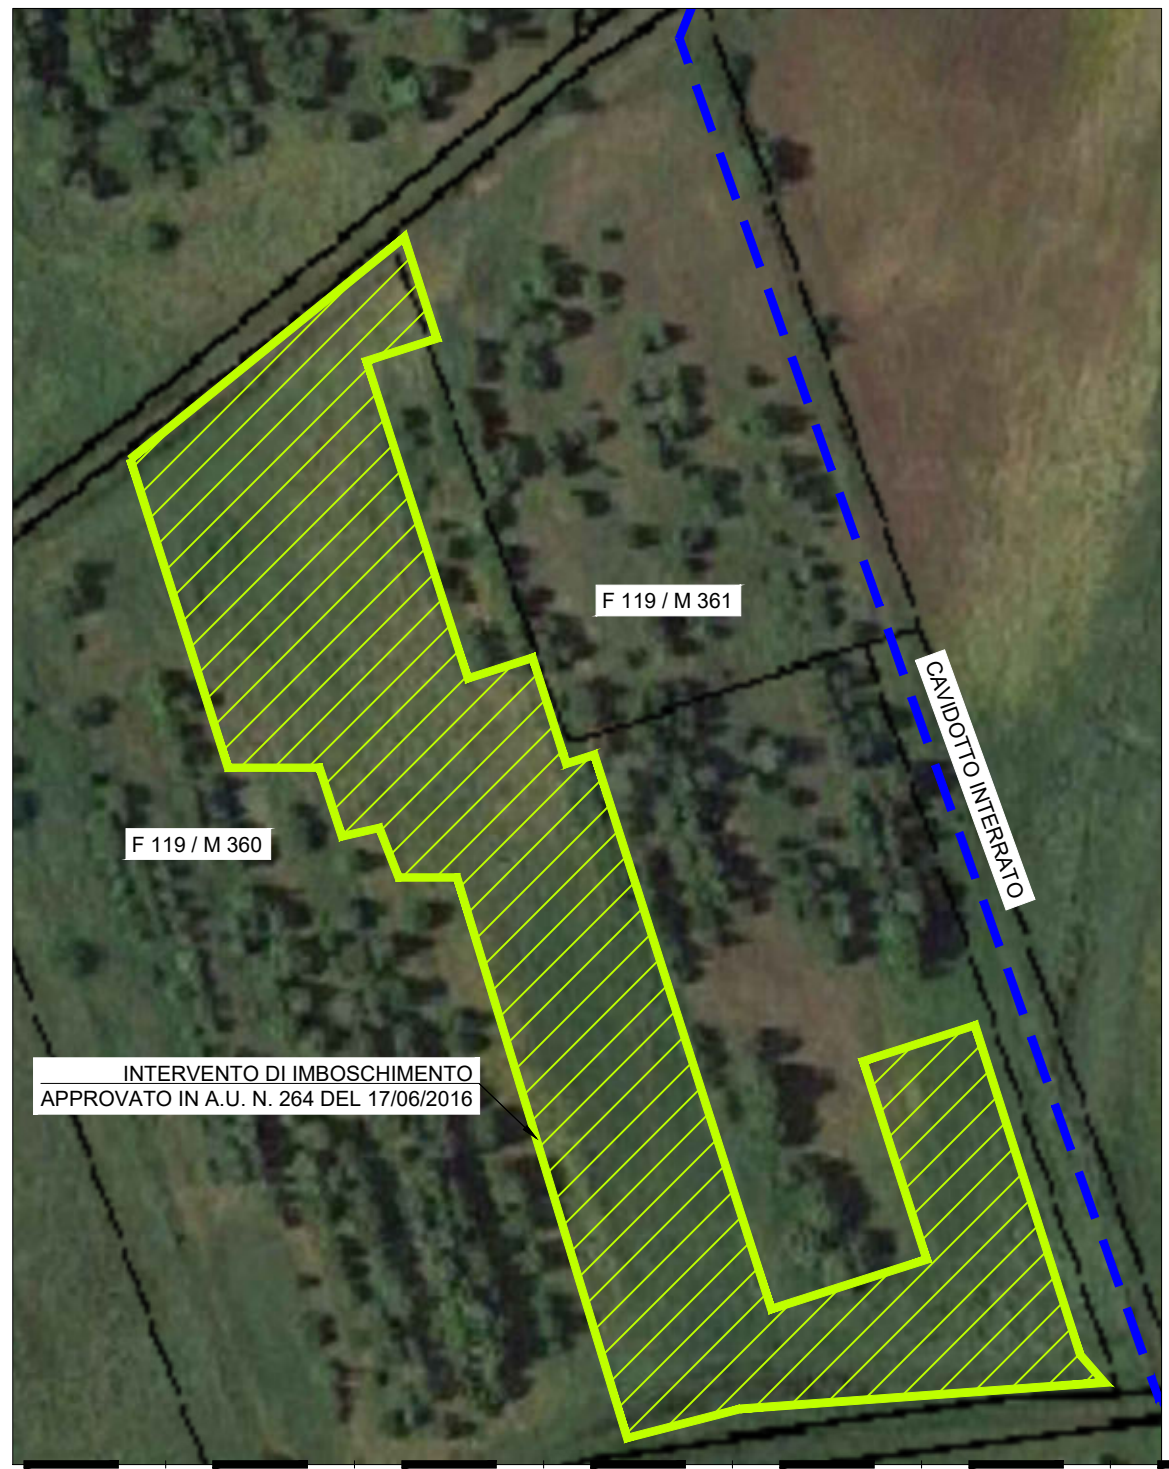 F 119 / M 361
CAVIDOTTO INTERRATO
F 119 / M 360
INTERVENTO DI IMBOSCHIMENTO
APPROVATO IN A.U. N. 264 DEL 17/06/2016